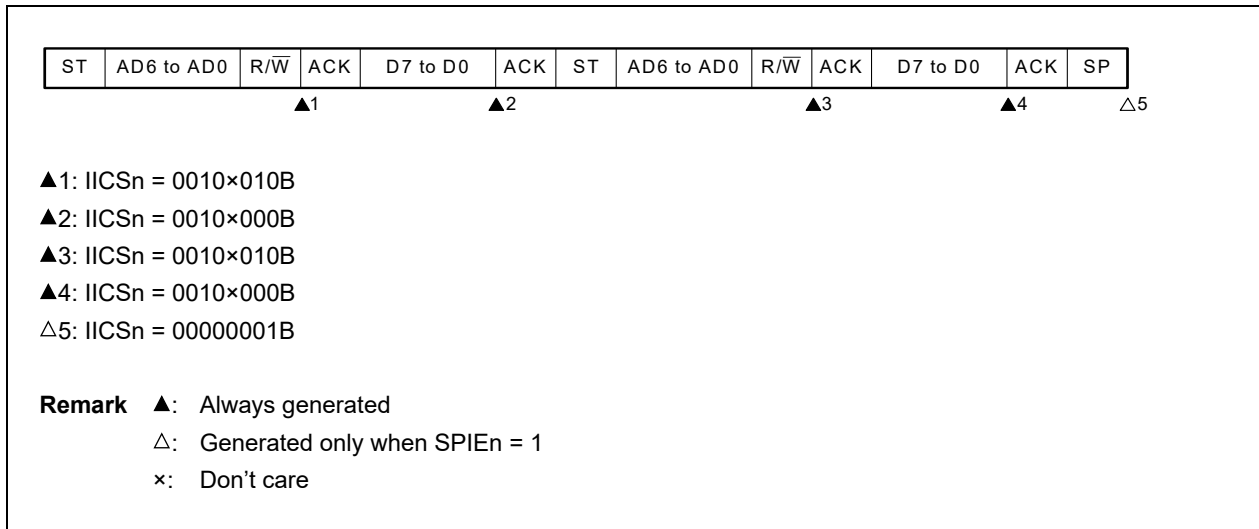 ST AD6 to AD0 R/W̅ ACK D7 to D0 ACK ST AD6 to AD0 R/W̅ ACK D7 to D0 ACK SP
▲1 ▲2 ▲3 ▲4 △5
▲1: IICSn = 0010×010B
▲2: IICSn = 0010×000B
▲3: IICSn = 0010×010B
▲4: IICSn = 0010×000B
△5: IICSn = 00000001B
Remark ▲: Always generated
△: Generated only when SPIEn = 1
×: Don’t care